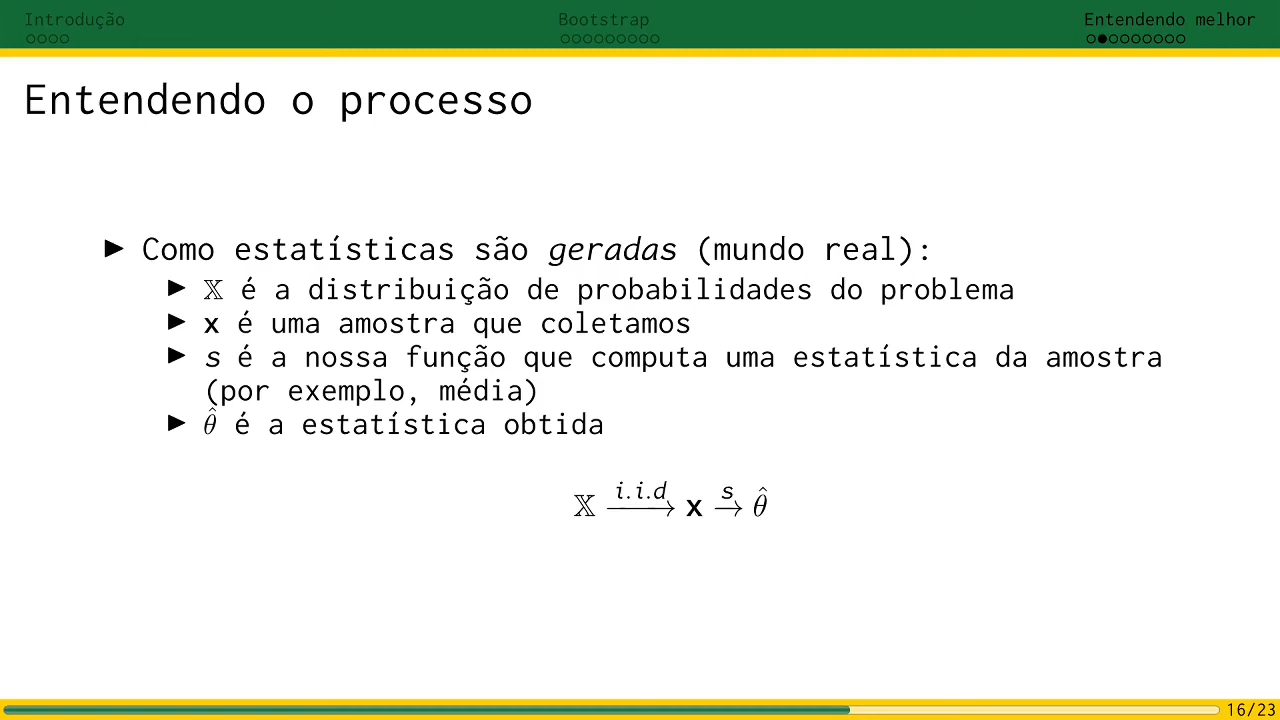 Introdução Bootstrap Entendendo melhor
Entendendo o processo
▶ Como estatísticas são geradas (mundo real):
▶ 𝕏 é a distribuição de probabilidades do problema
▶ x é uma amostra que coletamos
▶ s é a nossa função que computa uma estatística da amostra
(por exemplo, média)
▶ θ̂ é a estatística obtida
𝕏 i.i.d⟶ x s→ θ̂
16/23